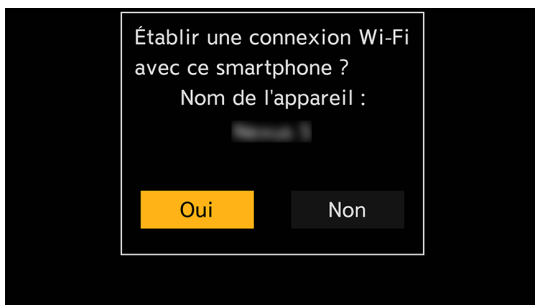 Établir une connexion Wi-Fi
avec ce smartphone ?
Nom de l'appareil :
Oui
Non